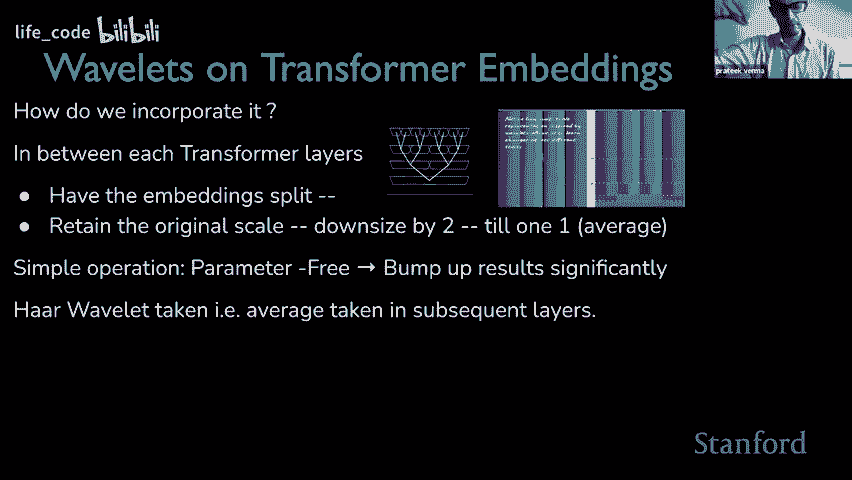 life_code bilibili
Wavelets on Transformer Embeddings
prateek verma
How do we incorporate it ?
In between each Transformer layers
● Have the embeddings split --
● Retain the original scale -- downsize by 2 -- till one 1 (average)
Simple operation: Parameter -Free → Bump up results significantly
Haar Wavelet taken i.e. average taken in subsequent layers.
Stanford